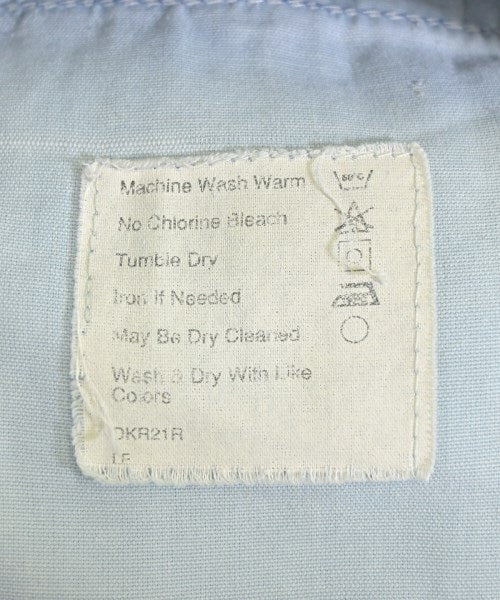 Machine Wash Warm
No Chlorine Bleach
Tumble Dry
Iron If Needed
May Be Dry Cleaned
Wash & Dry With Like
Colors
DKR21R